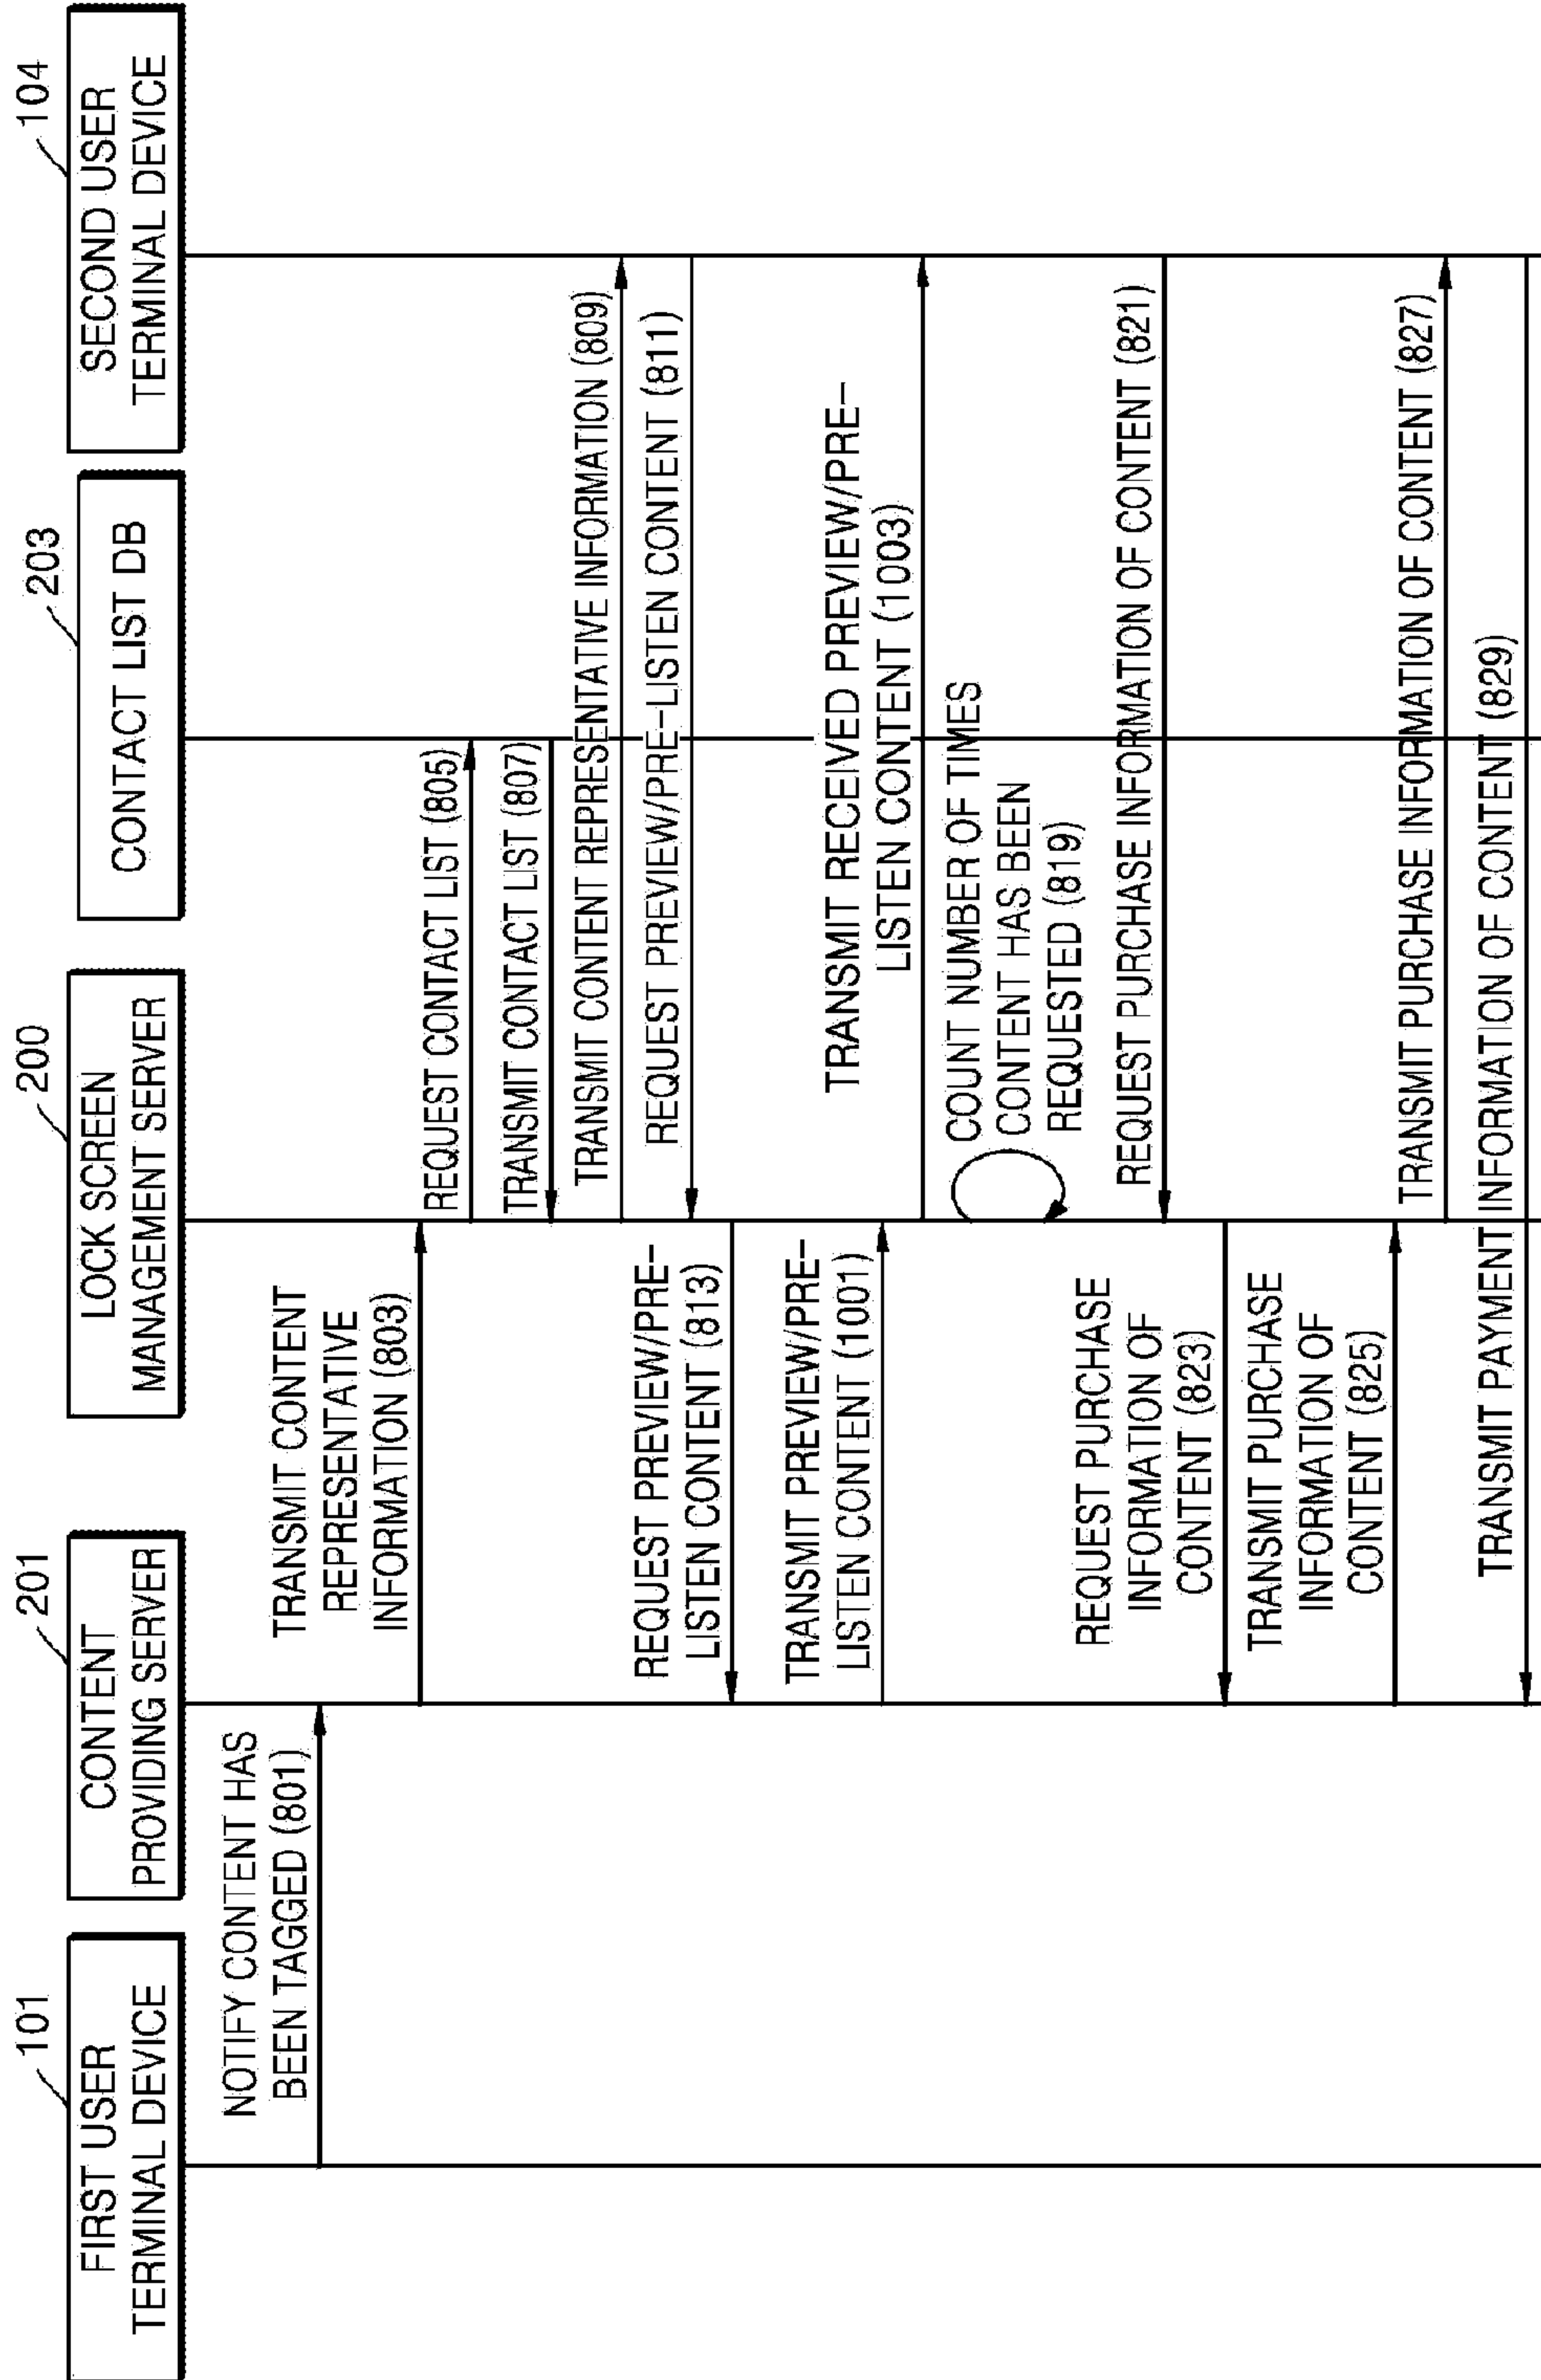 101
FIRST USER
TERMINAL DEVICE
201
CONTENT
PROVIDING SERVER
200
LOCK SCREEN
MANAGEMENT SERVER
203
CONTACT LIST DB
104
SECOND USER
TERMINAL DEVICE
NOTIFY CONTENT HAS
BEEN TAGGED (801)
TRANSMIT CONTENT
REPRESENTATIVE
INFORMATION (803)
REQUEST CONTACT LIST (805)
TRANSMIT CONTACT LIST (807)
TRANSMIT CONTENT REPRESENTATIVE INFORMATION (809)
REQUEST PREVIEW/PRE-LISTEN CONTENT (811)
REQUEST PREVIEW/PRE-
LISTEN CONTENT (813)
TRANSMIT PREVIEW/PRE-
LISTEN CONTENT (1001)
TRANSMIT RECEIVED PREVIEW/PRE-
LISTEN CONTENT (1003)
COUNT NUMBER OF TIMES
CONTENT HAS BEEN
REQUESTED (819)
REQUEST PURCHASE INFORMATION OF CONTENT (821)
REQUEST PURCHASE
INFORMATION OF
CONTENT (823)
TRANSMIT PURCHASE
INFORMATION OF
CONTENT (825)
TRANSMIT PURCHASE INFORMATION OF CONTENT (827)
TRANSMIT PAYMENT INFORMATION OF CONTENT (829)